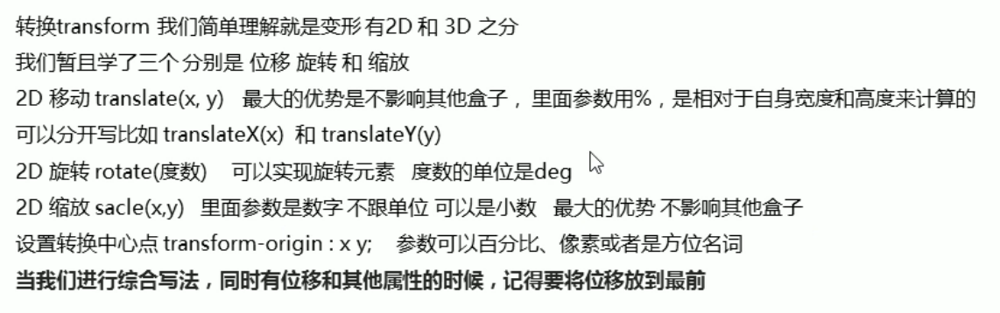 转换transform 我们简单理解就是变形 有2D 和 3D 之分
我们暂且学了三个 分别是 位移 旋转 和 缩放
2D 移动 translate(x, y) 最大的优势是不影响其他盒子，里面参数用%，是相对于自身宽度和高度来计算的
可以分开写比如 translateX(x) 和 translateY(y)
2D 旋转 rotate(度数) 可以实现旋转元素 度数的单位是deg
2D 缩放 sacle(x,y) 里面参数是数字 不跟单位 可以是小数 最大的优势 不影响其他盒子
设置转换中心点 transform-origin : x y; 参数可以百分比、像素或者是方位名词
当我们进行综合写法，同时有位移和其他属性的时候，记得要将位移放到最前